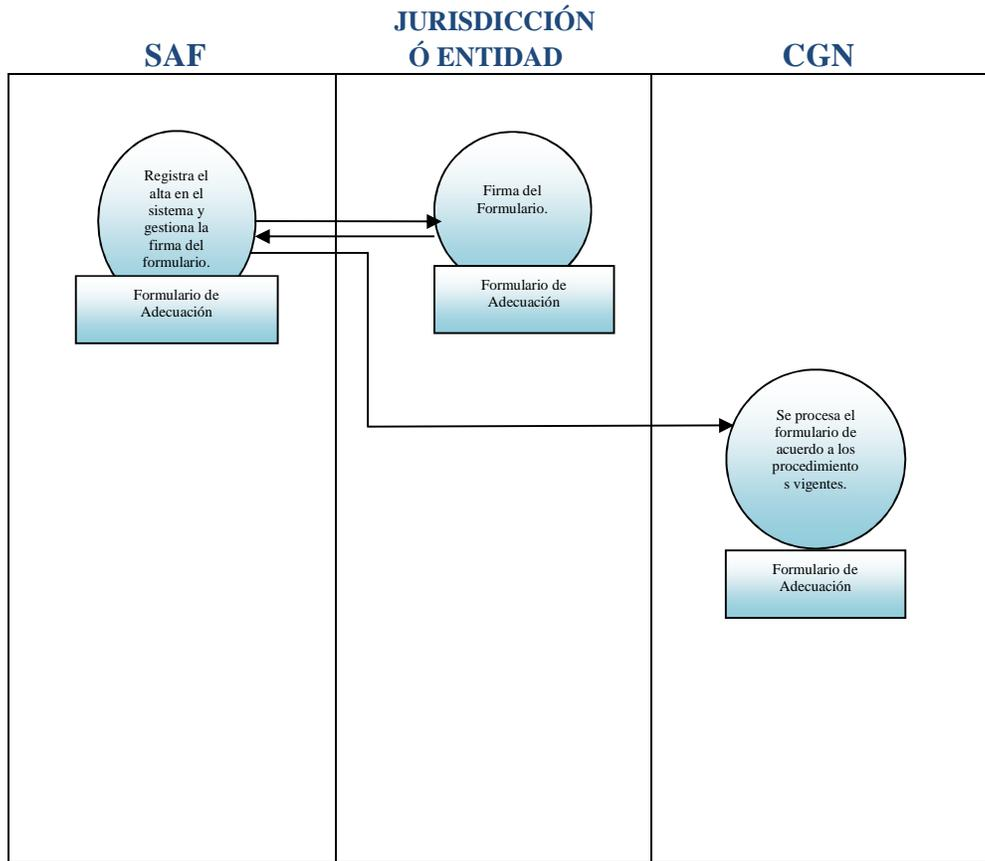 JURISDICCIÓN
Ó ENTIDAD
SAF
CGN
Registra el
alta en el
sistema y
gestiona la
firma del
formulario.
Formulario de
Adecuación
Firma del
Formulario.
Formulario de
Adecuación
Se procesa el
formulario de
acuerdo a los
procedimiento
s vigentes.
Formulario de
Adecuación